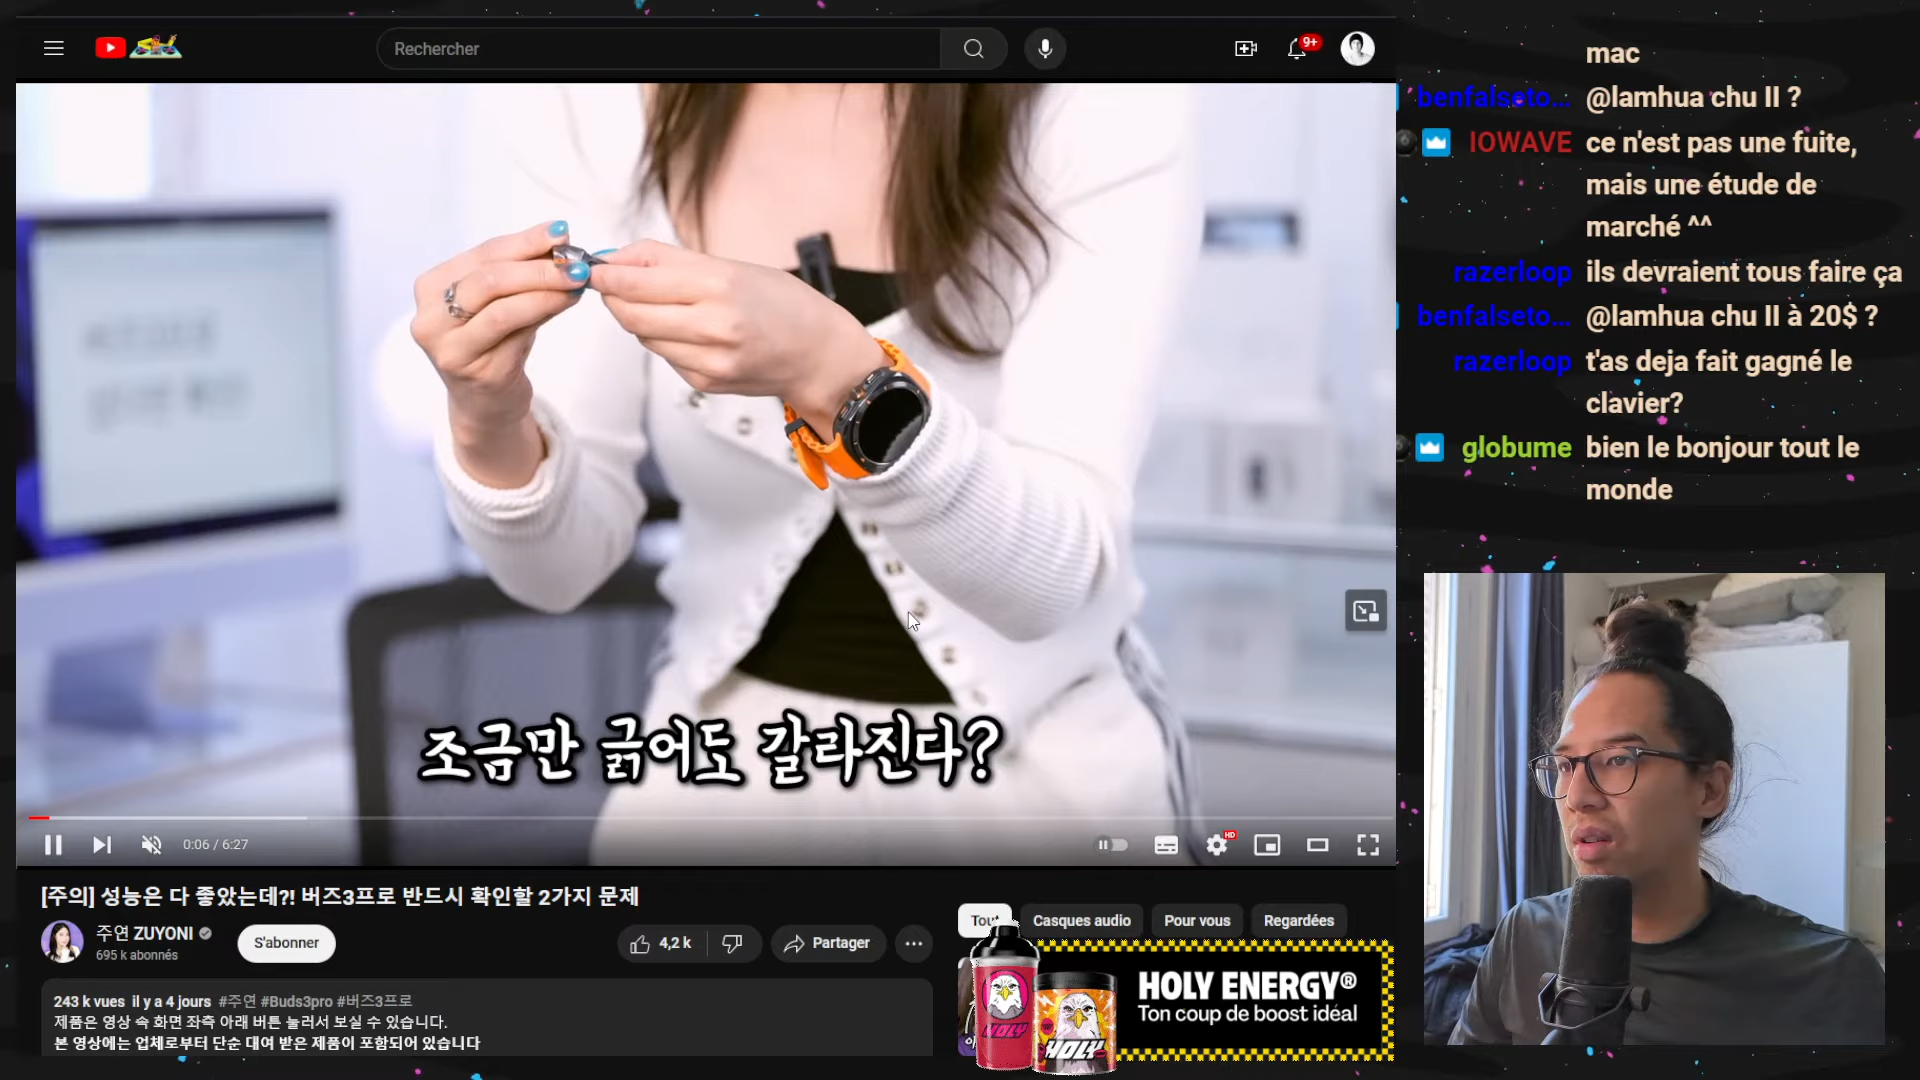 Rechercher
9+
조금만 긁어도 갈라진다?
0:06 / 6:27
HD
[주의] 성능은 다 좋았는데?! 버즈3프로 반드시 확인할 2가지 문제
주연 ZUYONI
695 k abonnés
S'abonner
4,2 k
Partager
Tout
Casques audio
Pour vous
Regardées
243 k vues il y a 4 jours #주연 #Buds3pro #버즈3프로
제품은 영상 속 화면 좌측 아래 버튼 눌러서 보실 수 있습니다.
본 영상에는 업체로부터 단순 대여 받은 제품이 포함되어 있습니다
HOLY ENERGY®
Ton coup de boost idéal
HOLY
HOLY
mac
benfalseto... @lamhua chu II ?
IOWAVE ce n'est pas une fuite,
mais une étude de
marché ^^
razerloop ils devraient tous faire ça
benfalseto... @lamhua chu II à 20$ ?
razerloop t'as deja fait gagné le
clavier?
globume bien le bonjour tout le
monde